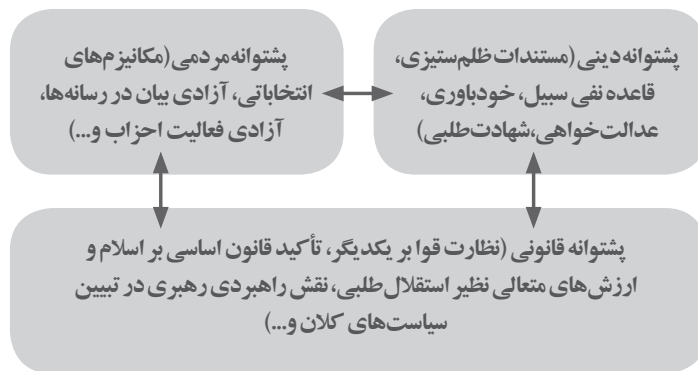 پشتوانه دینی (مستندات ظلم‌ستیزی،
قاعده نفی سبیل، خودباوری،
عدالت‌خواهی،شهادت‌طلبی)
پشتوانه مردمی (مکانیزم‌های
انتخاباتی، آزادی بیان در رسانه‌ها،
آزادی فعالیت احزاب و...)
پشتوانه قانونی (نظارت قوا بر یکدیگر، تأکید قانون اساسی بر اسلام و
ارزش‌های متعالی نظیر استقلال‌طلبی، نقش راهبردی رهبری در تبیین
سیاست‌های کلان و...)